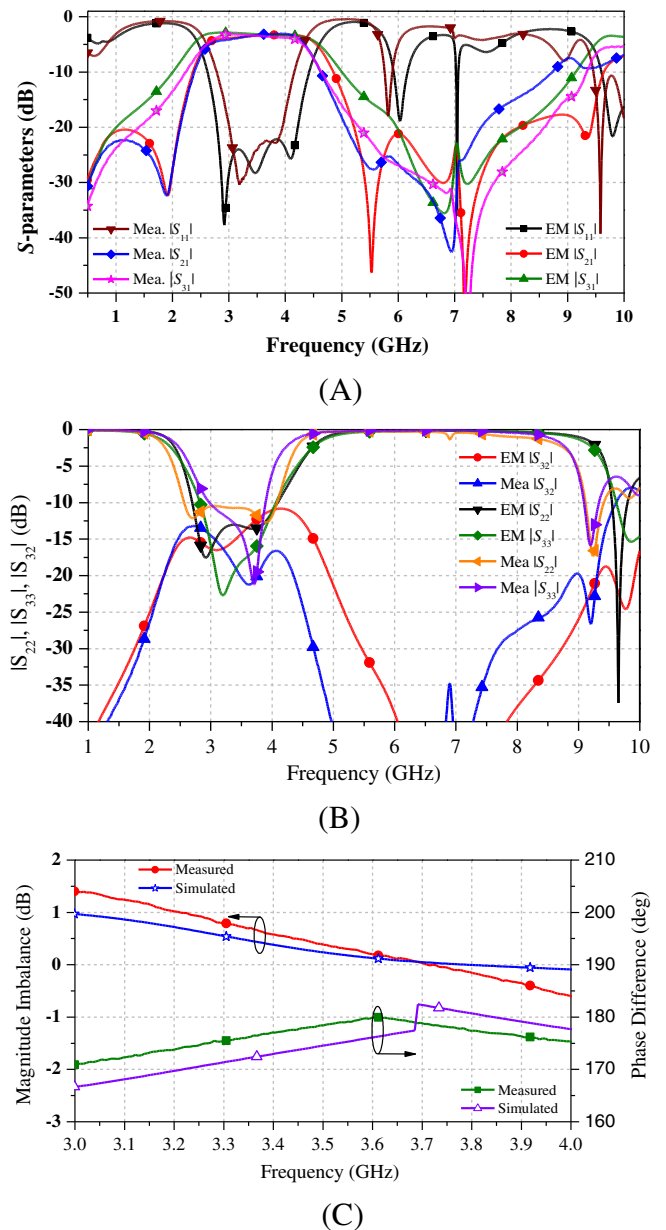 0
-10
-20
-30
-40
-50
S-parameters (dB)
Mea. |S11|
Mea. |S21|
Mea. |S31|
EM |S11|
EM |S21|
EM |S31|
1 2 3 4 5 6 7 8 9 10
Frequency (GHz)
(A)
0
-5
-10
-15
-20
-25
-30
-35
-40
|S22|, |S33|, |S32| (dB)
EM |S32|
Mea |S32|
EM |S22|
EM |S33|
Mea |S22|
Mea |S33|
1 2 3 4 5 6 7 8 9 10
Frequency (GHz)
(B)
2
1
0
-1
-2
-3
Magnitude Imbalance (dB)
Measured
Simulated
210
200
190
180
170
160
Phase Difference (deg)
Measured
Simulated
3.0 3.1 3.2 3.3 3.4 3.5 3.6 3.7 3.8 3.9 4.0
Frequency (GHz)
(C)